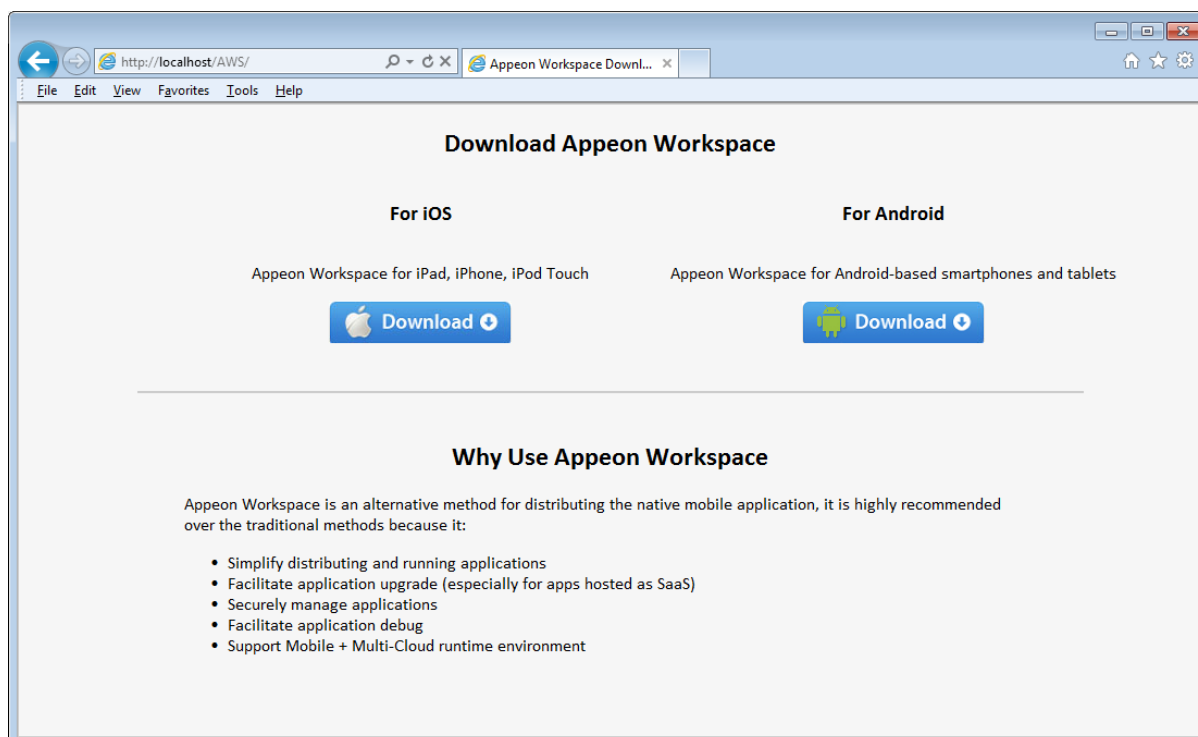 http://localhost/AWS/
Appeon Workspace Downl...
File Edit View Favorites Tools Help
Download Appeon Workspace
For iOS
For Android
Appeon Workspace for iPad, iPhone, iPod Touch
Appeon Workspace for Android-based smartphones and tablets
Download
Download
Why Use Appeon Workspace
Appeon Workspace is an alternative method for distributing the native mobile application, it is highly recommended
over the traditional methods because it:
• Simplify distributing and running applications
• Facilitate application upgrade (especially for apps hosted as SaaS)
• Securely manage applications
• Facilitate application debug
• Support Mobile + Multi-Cloud runtime environment